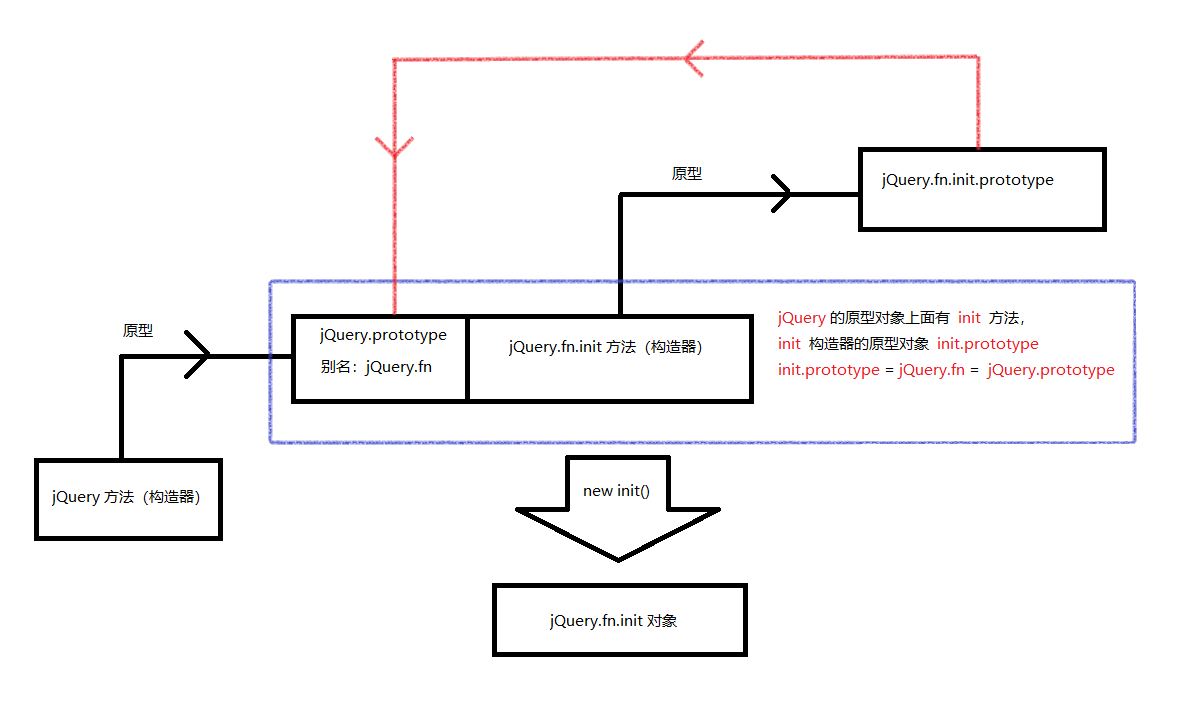 原型
jQuery.fn.init.prototype
jQuery 的原型对象上面有 init 方法，
init 构造器的原型对象 init.prototype
init.prototype = jQuery.fn = jQuery.prototype
原型
jQuery.prototype
别名：jQuery.fn
jQuery.fn.init 方法（构造器）
jQuery 方法（构造器）
new init()
jQuery.fn.init 对象